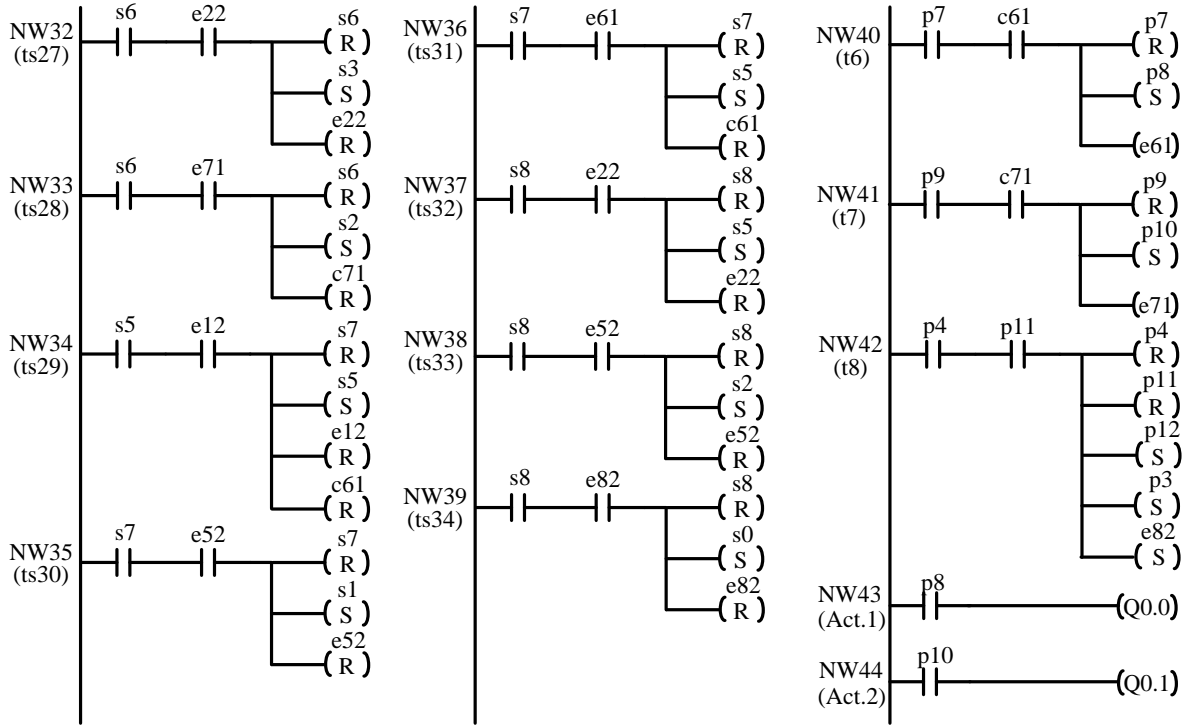 s6 e22 s6
NW32 R
(ts27) s3
S
e22
R
NW33 s6 e71 s6
(ts28) R
s2
S
c71
R
NW34 s5 e12 s7
(ts29) R
s5
S
e12
R
c61
R
NW35 s7 e52 s7
(ts30) R
s1
S
e52
R
s7 e61 s7
NW36 R
(ts31) s5
S
c61
R
NW37 s8 e22 s8
(ts32) R
s5
S
e22
R
NW38 s8 e52 s8
(ts33) R
s2
S
e52
R
NW39 s8 e82 s8
(ts34) R
s0
S
e82
R
p7 c61 p7
NW40 R
(t6) p8
S
e61
NW41 p9 c71 p9
(t7) R
p10
S
e71
NW42 p4 p11 p4
(t8) R
p11
R
p12
S
p3
S
e82
S
NW43 p8 Q0.0
(Act.1)
NW44 p10 Q0.1
(Act.2)